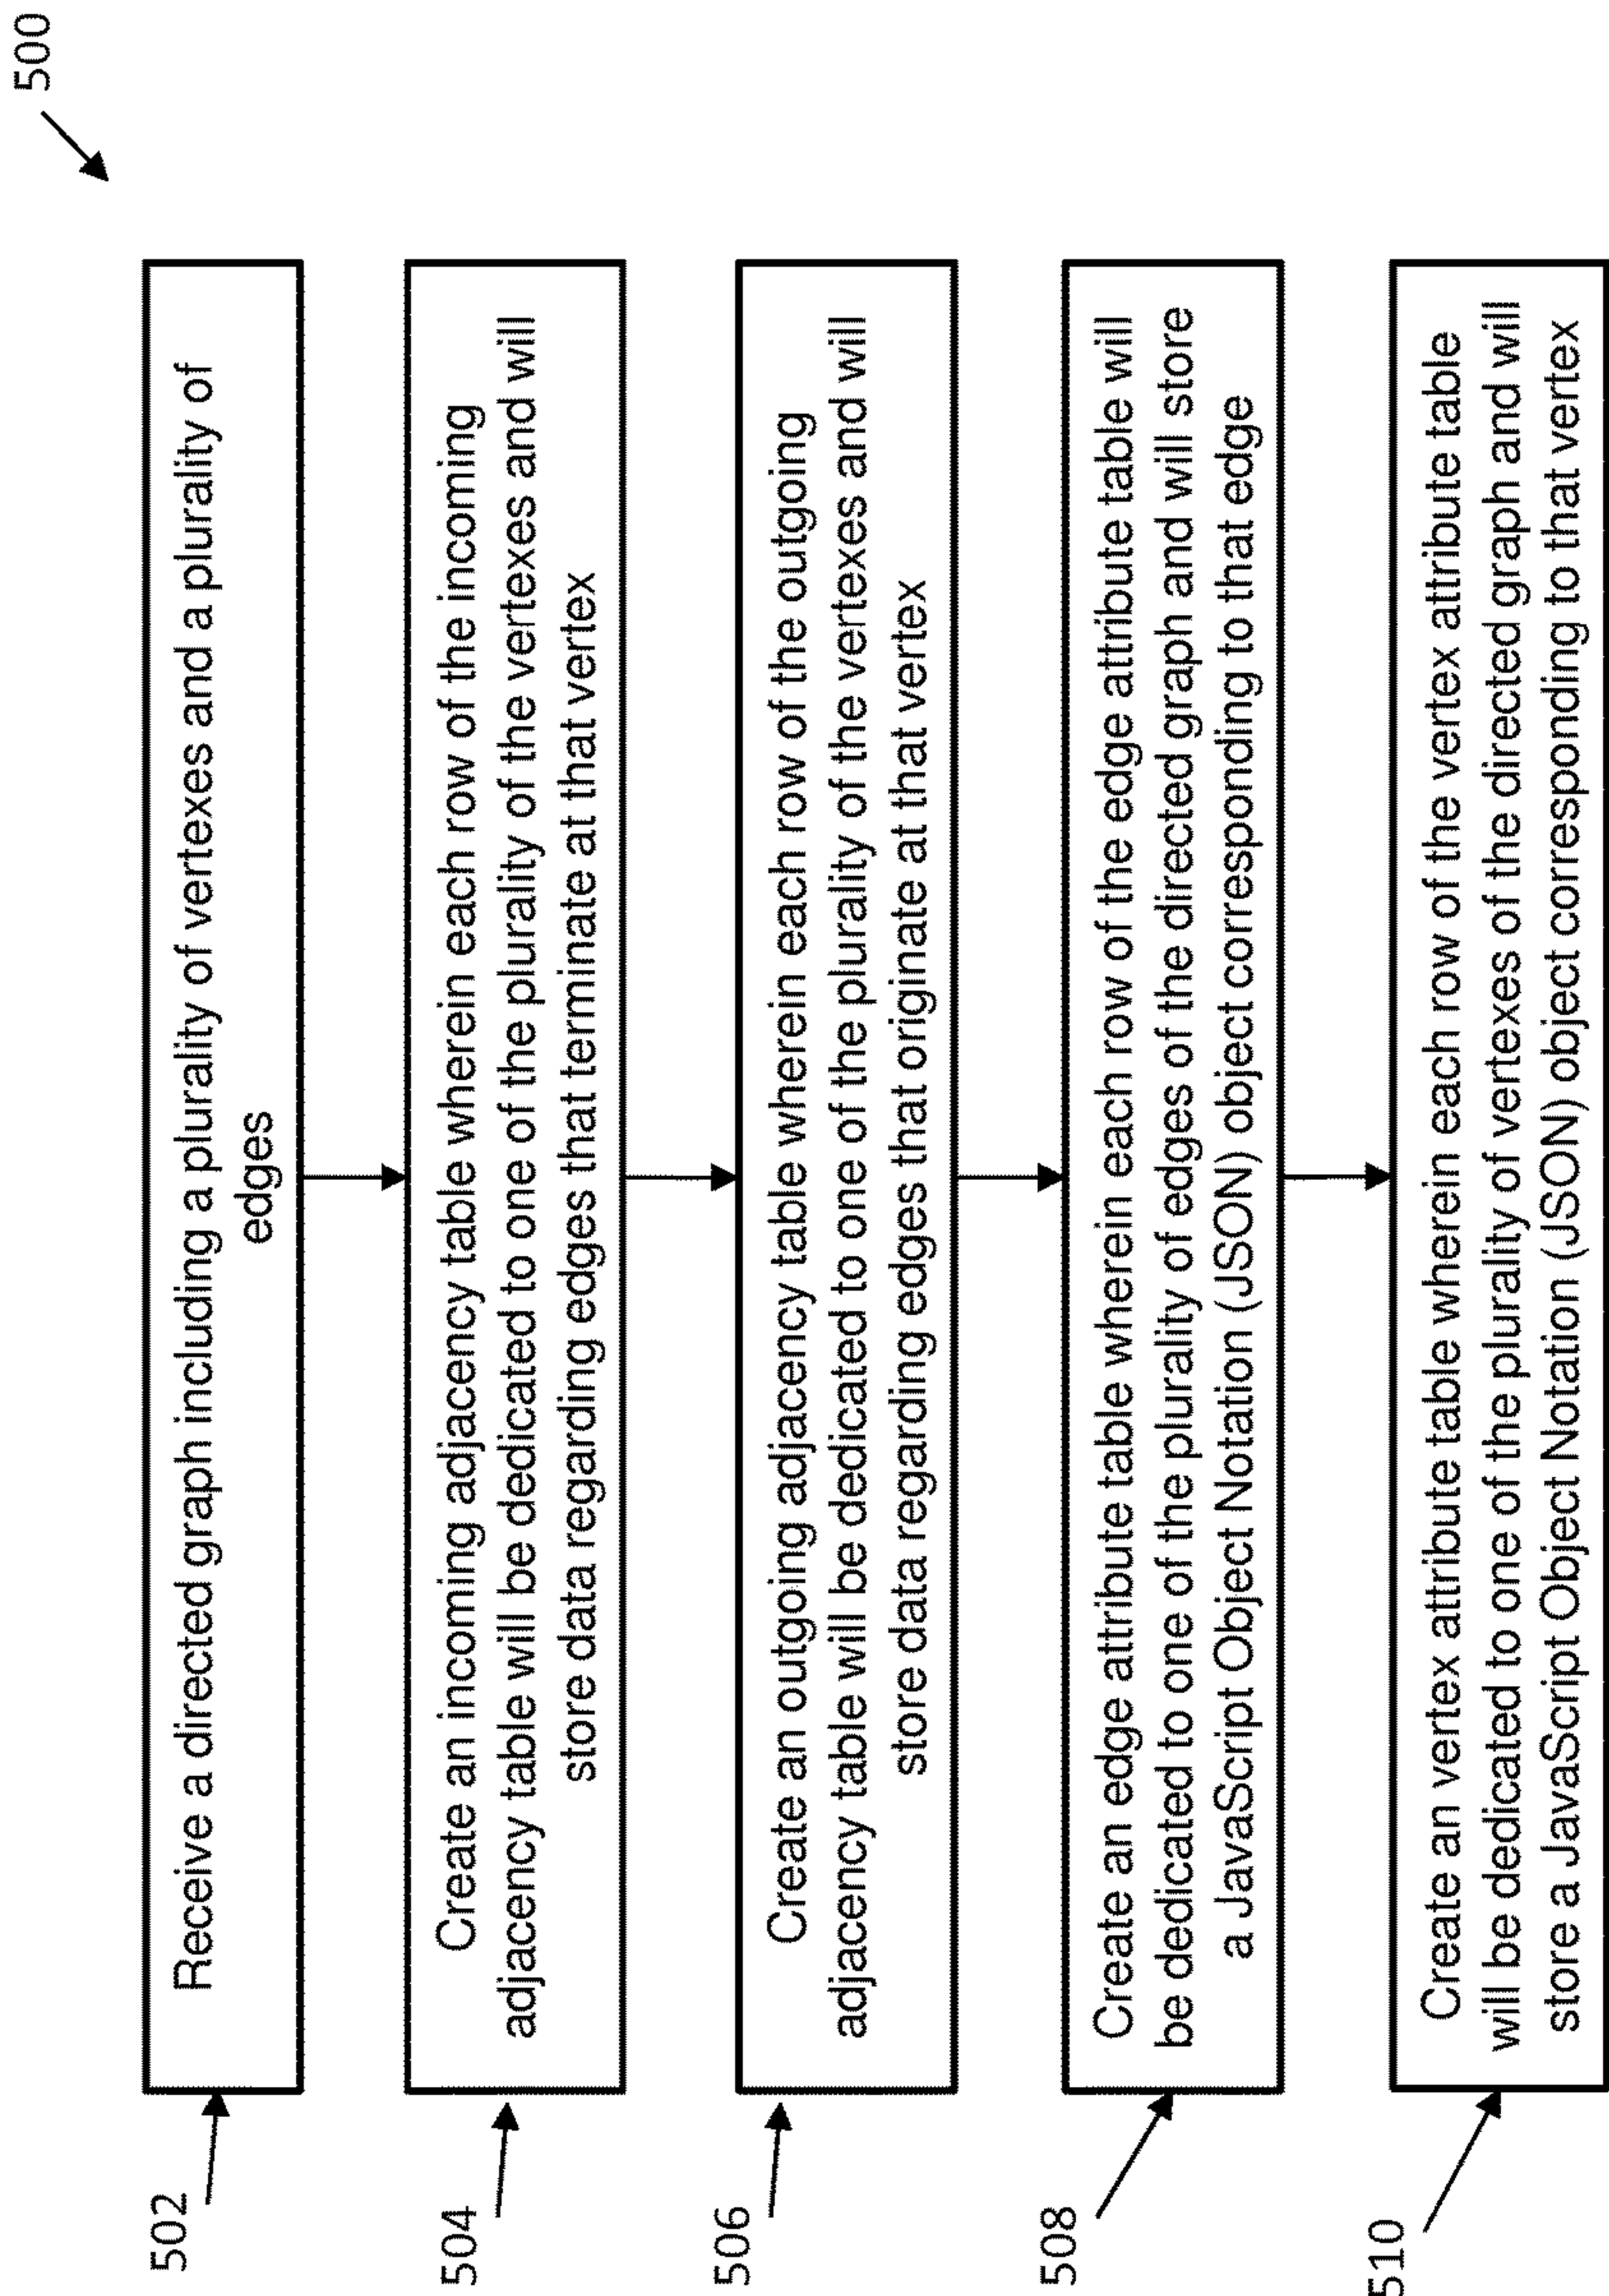 500
502
Receive a directed graph including a plurality of vertexes and a plurality of
edges
504
Create an incoming adjacency table wherein each row of the incoming
adjacency table will be dedicated to one of the plurality of the vertexes and will
store data regarding edges that terminate at that vertex
506
Create an outgoing adjacency table wherein each row of the outgoing
adjacency table will be dedicated to one of the plurality of the vertexes and will
store data regarding edges that originate at that vertex
508
Create an edge attribute table wherein each row of the edge attribute table will
be dedicated to one of the plurality of edges of the directed graph and will store
a JavaScript Object Notation (JSON) object corresponding to that edge
510
Create an vertex attribute table wherein each row of the vertex attribute table
will be dedicated to one of the plurality of vertexes of the directed graph and will
store a JavaScript Object Notation (JSON) object corresponding to that vertex